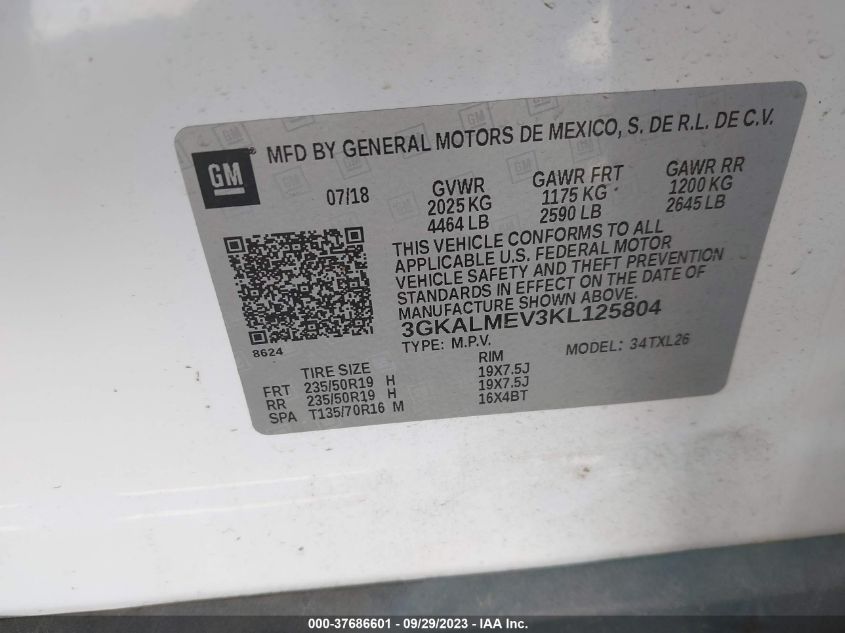 MFD BY GENERAL MOTORS DE MEXICO, S. DE R.L. DE C.V.
GM
07/18
GVWR GAWR FRT GAWR RR
2025 KG 1175 KG 1200 KG
4464 LB 2590 LB 2645 LB
THIS VEHICLE CONFORMS TO ALL
APPLICABLE U.S. FEDERAL MOTOR
VEHICLE SAFETY AND THEFT PREVENTION
STANDARDS IN EFFECT ON THE DATE OF
MANUFACTURE SHOWN ABOVE.
3GKALMEV3KL125804
8624
TYPE: M.P.V. MODEL: 34TXL26
TIRE SIZE RIM
FRT 235/50R19 H 19X7.5J
RR 235/50R19 H 19X7.5J
SPA T135/70R16 M 16X4BT
000-37686601 - 09/29/2023 - IAA Inc.